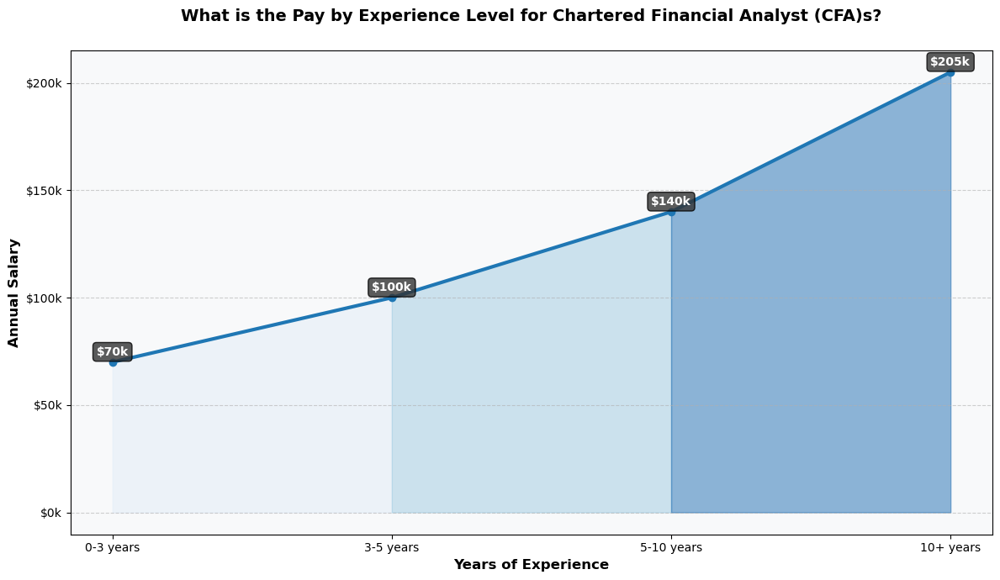 What is the Pay by Experience Level for Chartered Financial Analyst (CFA)s?
Annual Salary
$200k
$150k
$100k
$50k
$0k
$70k
$100k
$140k
$205k
0-3 years
3-5 years
5-10 years
10+ years
Years of Experience